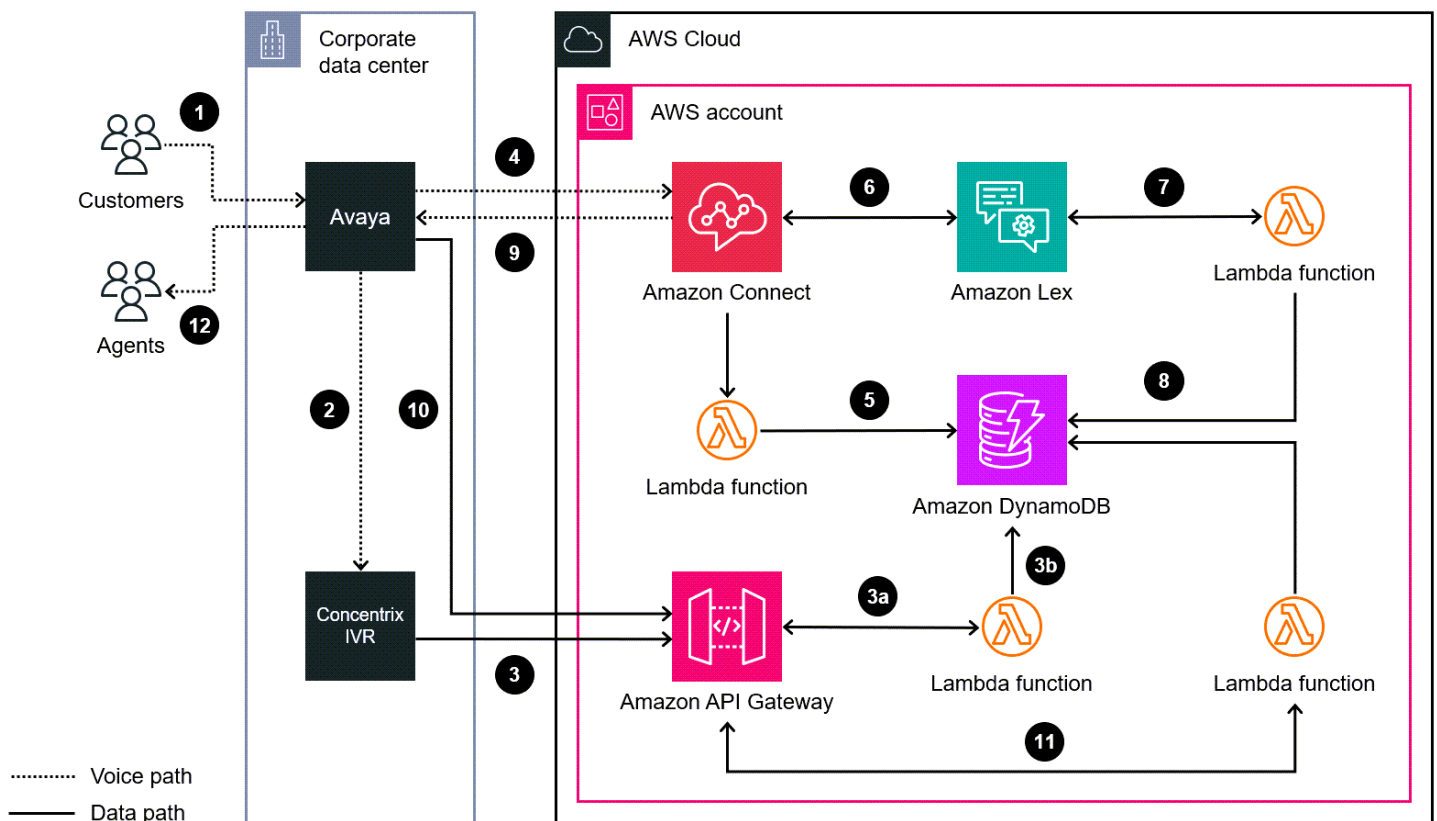 Corporate
data center
AWS Cloud
AWS account
1
4
6
7
Customers
Avaya
9
Amazon Connect
Amazon Lex
Lambda function
12
Agents
2
10
5
8
Lambda function
Amazon DynamoDB
3b
3a
Concentrix
IVR
</>
3
Amazon API Gateway
Lambda function
Lambda function
11
Voice path
Data path